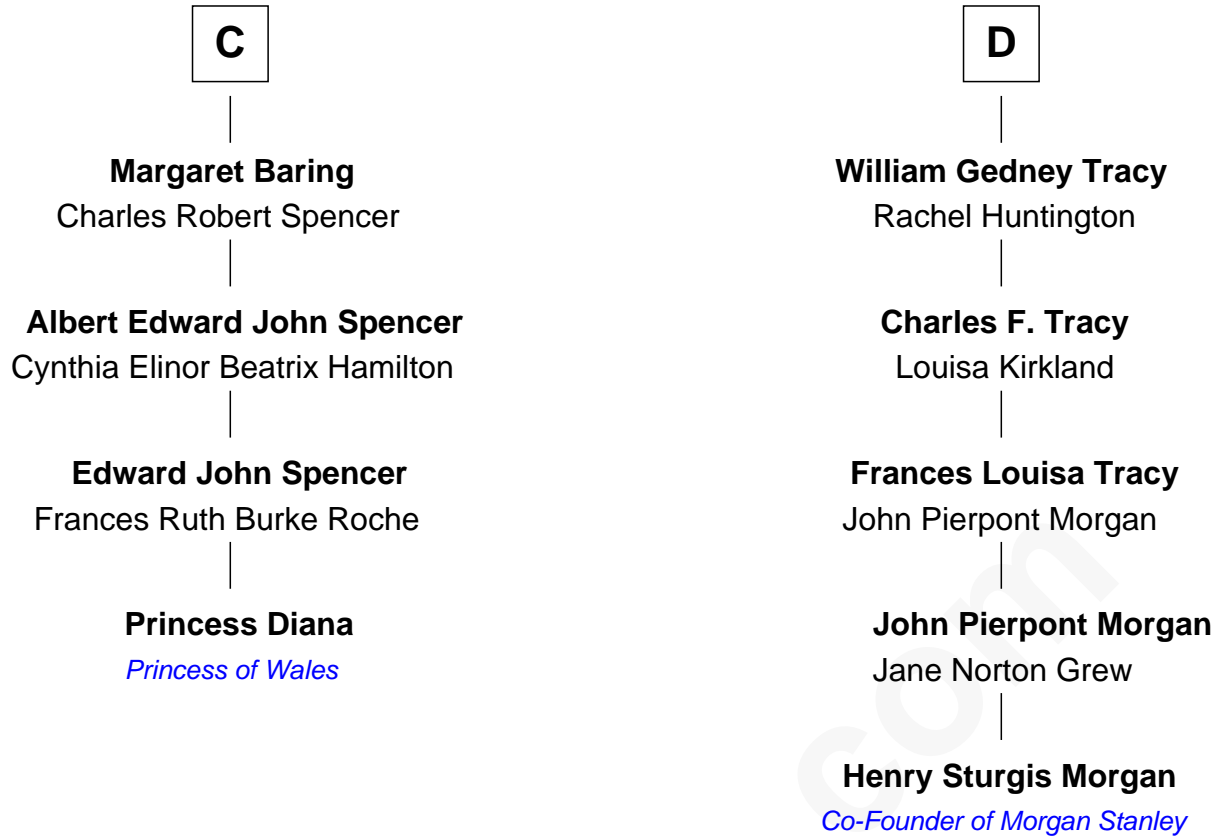 C
Margaret Baring
Charles Robert Spencer
Albert Edward John Spencer
Cynthia Elinor Beatrix Hamilton
Edward John Spencer
Frances Ruth Burke Roche
Princess Diana
Princess of Wales
D
William Gedney Tracy
Rachel Huntington
Charles F. Tracy
Louisa Kirkland
Frances Louisa Tracy
John Pierpont Morgan
John Pierpont Morgan
Jane Norton Grew
Henry Sturgis Morgan
Co-Founder of Morgan Stanley
com